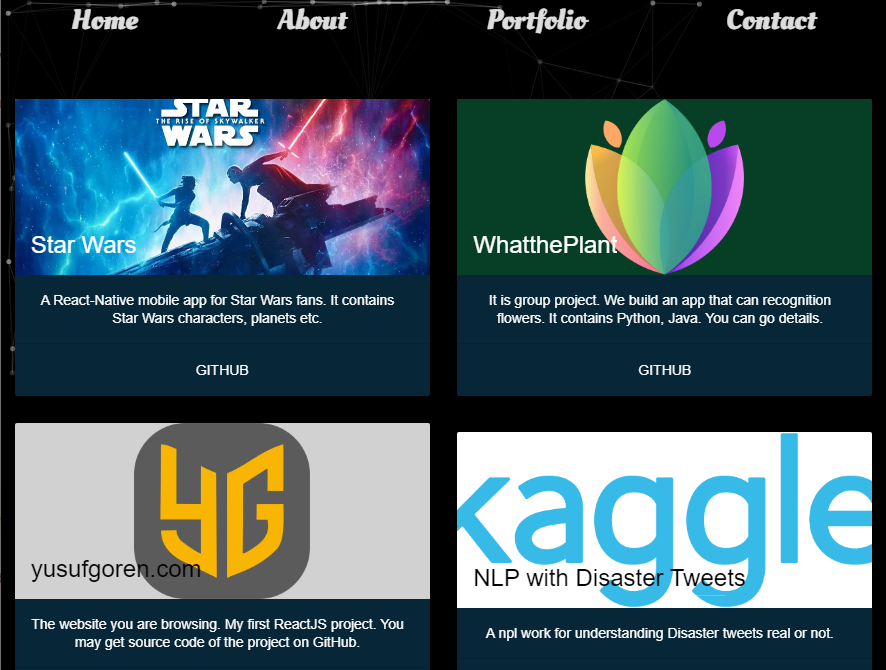 Home About Portfolio Contact
STAR
THE RISE OF SKYWALKER
WARS
Star Wars
A React-Native mobile app for Star Wars fans. It contains
Star Wars characters, planets etc.
GITHUB
WhatthePlant
It is group project. We build an app that can recognition
flowers. It contains Python, Java. You can go details.
GITHUB
YG
yusufgoren.com
The website you are browsing. My first ReactJS project. You
may get source code of the project on GitHub.
kaggle
NLP with Disaster Tweets
A npl work for understanding Disaster tweets real or not.